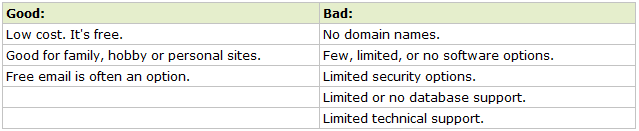 Good: Bad:
Low cost. It's free. No domain names.
Good for family, hobby or personal sites. Few, limited, or no software options.
Free email is often an option. Limited security options.
Limited or no database support.
Limited technical support.